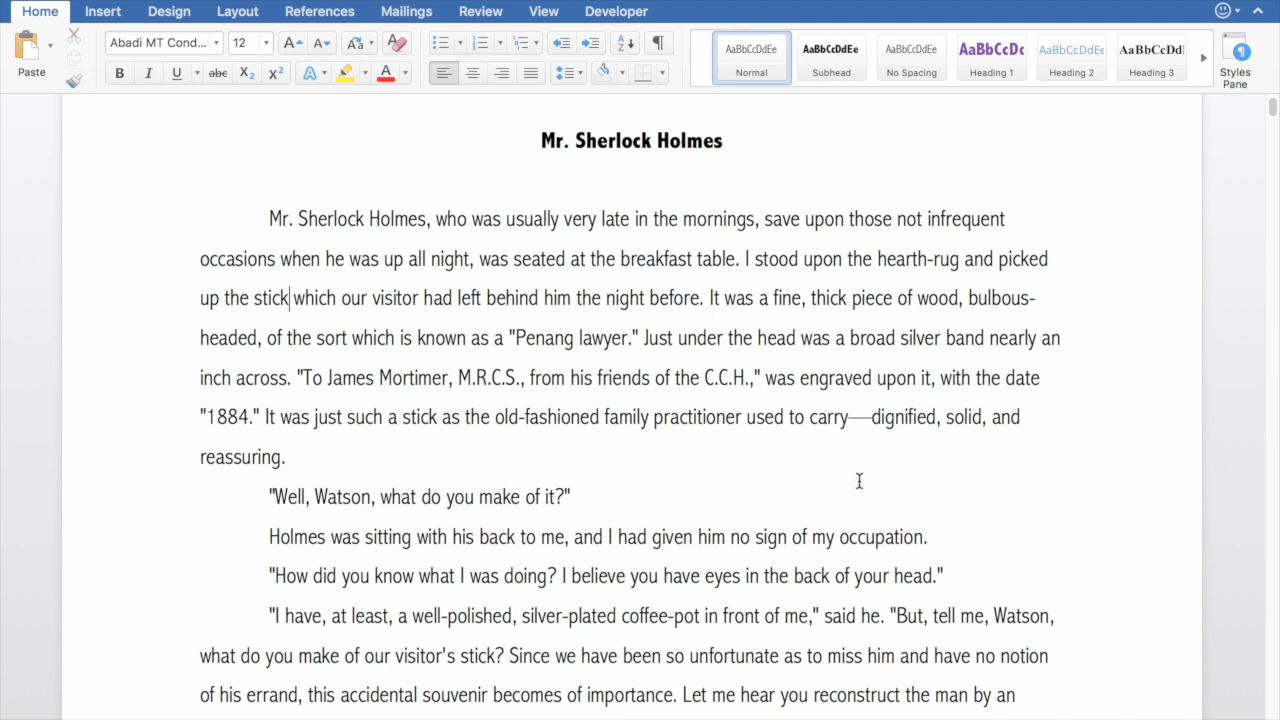 Home Insert Design Layout References Mailings Review View Developer
Abadi MT Cond... 12
Paste
B I U abc X₂ X² A A
AaBbCcDdEe AaBbCcDdEe AaBbCcDdEe AaBbCcDc AaBbCcDdEe AaBbCcDdI
Normal Subhead No Spacing Heading 1 Heading 2 Heading 3
Styles
Pane
Mr. Sherlock Holmes
Mr. Sherlock Holmes, who was usually very late in the mornings, save upon those not infrequent
occasions when he was up all night, was seated at the breakfast table. I stood upon the hearth-rug and picked
up the stick which our visitor had left behind him the night before. It was a fine, thick piece of wood, bulbous-
headed, of the sort which is known as a "Penang lawyer." Just under the head was a broad silver band nearly an
inch across. "To James Mortimer, M.R.C.S., from his friends of the C.C.H.," was engraved upon it, with the date
"1884." It was just such a stick as the old-fashioned family practitioner used to carry—dignified, solid, and
reassuring.
"Well, Watson, what do you make of it?"
Holmes was sitting with his back to me, and I had given him no sign of my occupation.
"How did you know what I was doing? I believe you have eyes in the back of your head."
"I have, at least, a well-polished, silver-plated coffee-pot in front of me," said he. "But, tell me, Watson,
what do you make of our visitor's stick? Since we have been so unfortunate as to miss him and have no notion
of his errand, this accidental souvenir becomes of importance. Let me hear you reconstruct the man by an